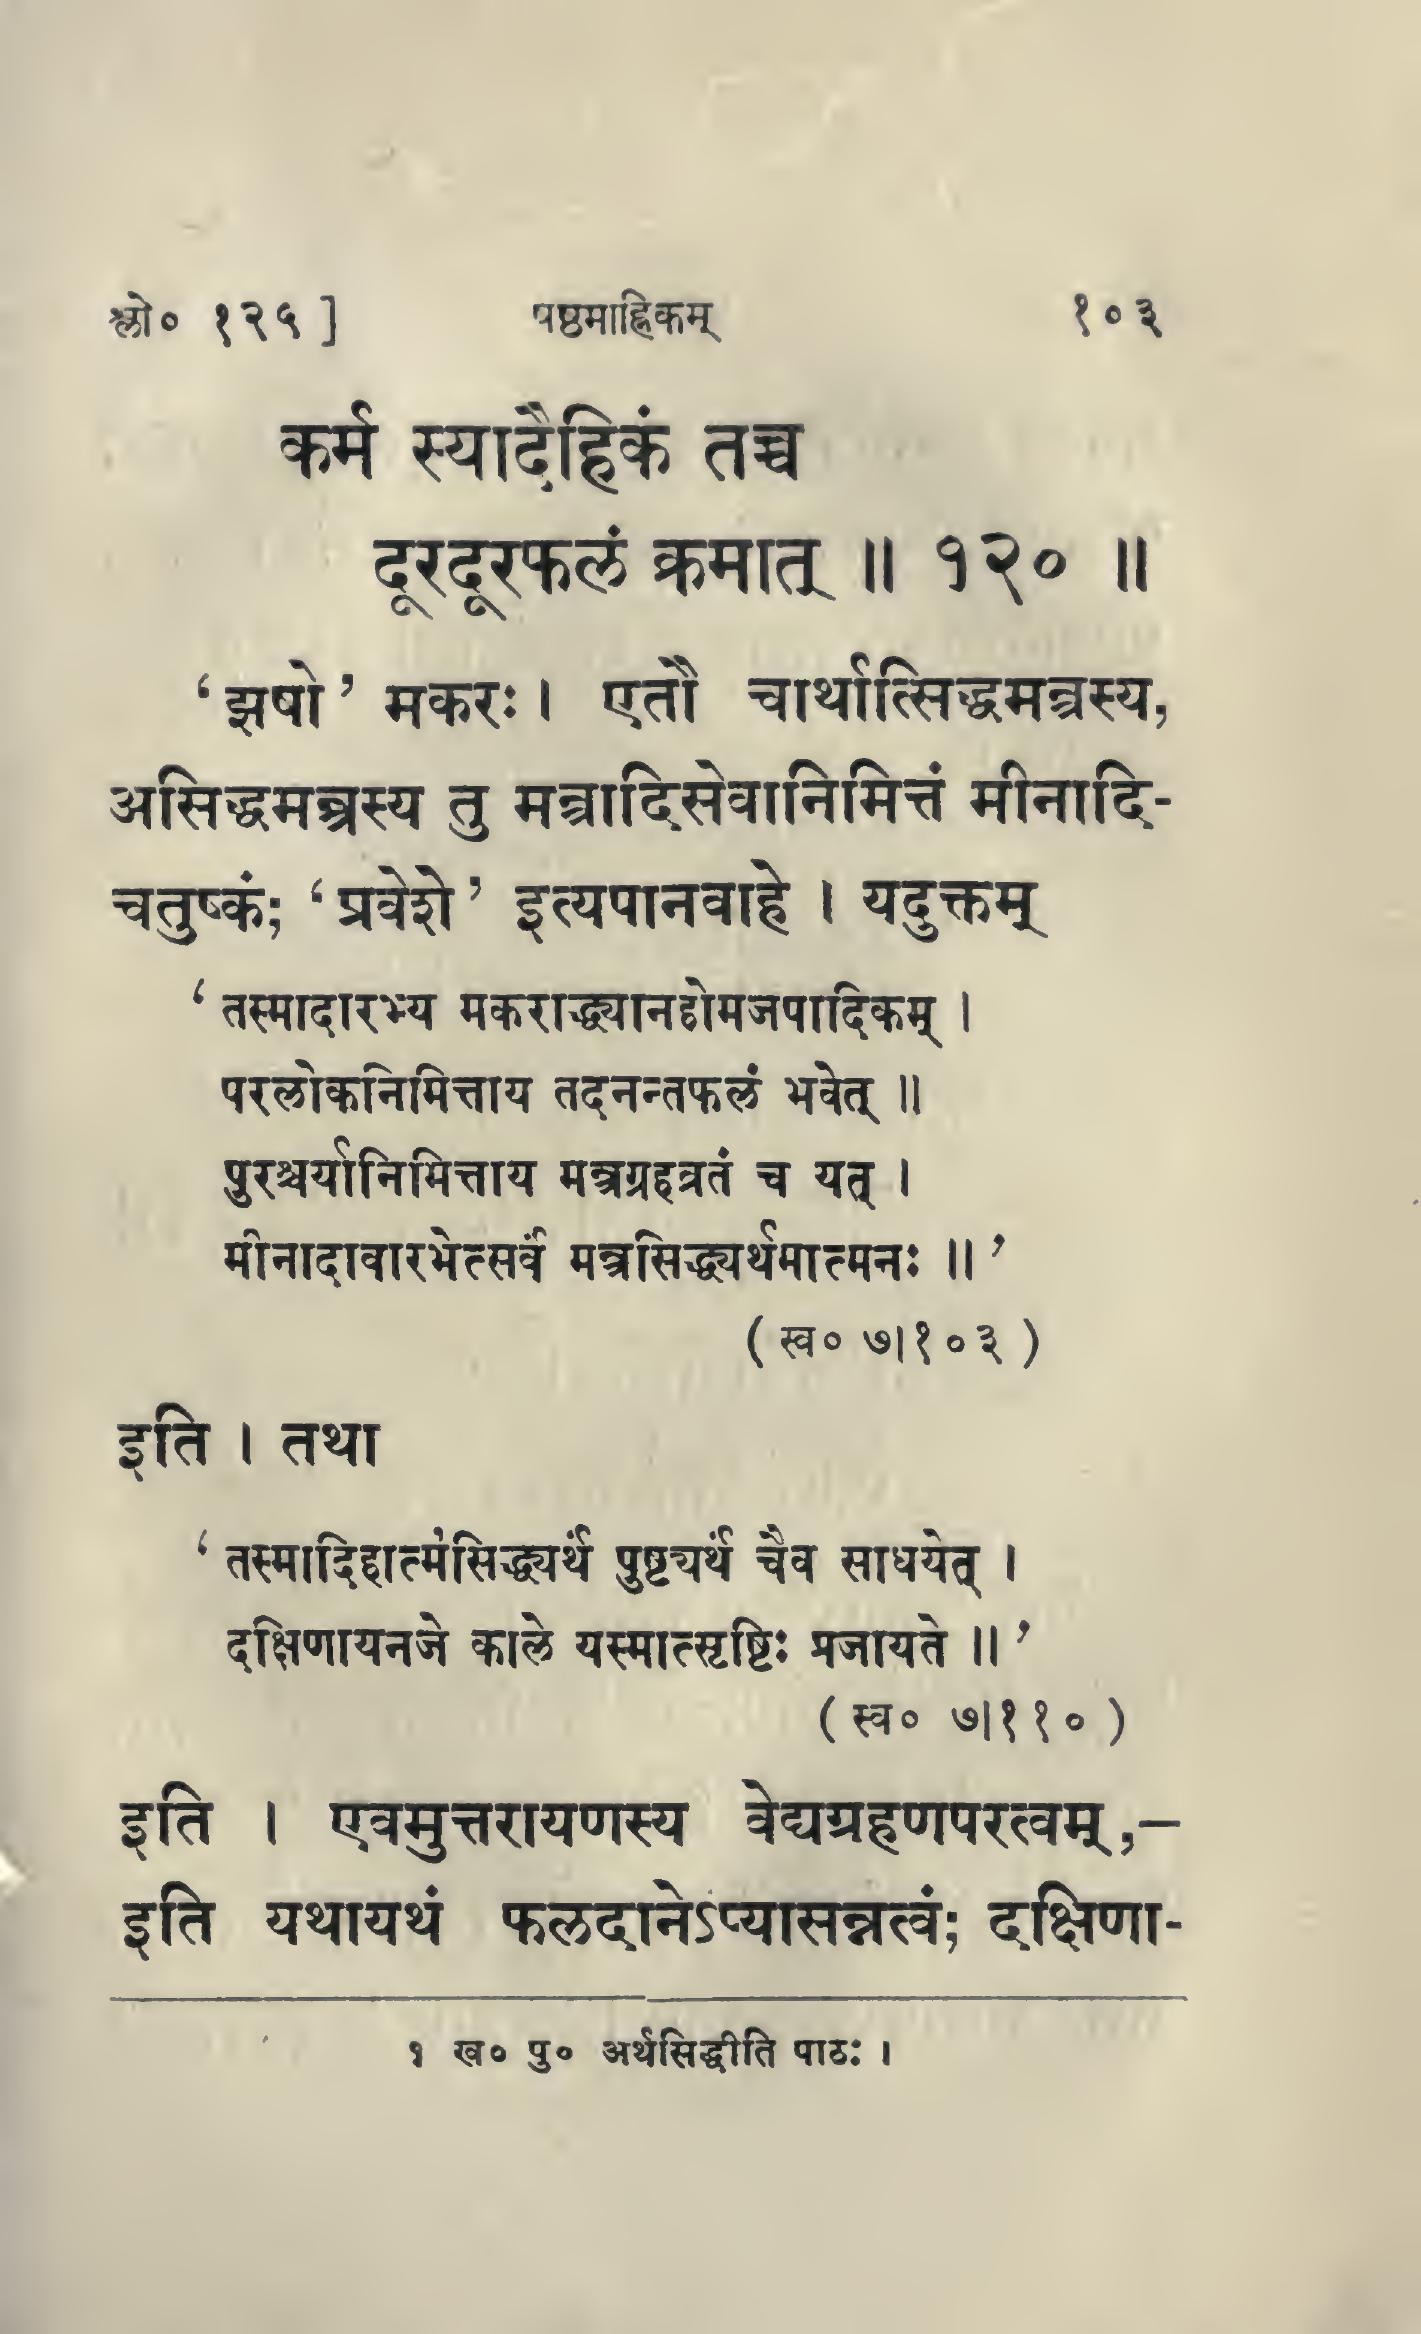 श्लो० १२५]
षष्ठमाह्निकम्
१०३
कर्म स्यादैहिकं तच्च
दूरदूरफलं क्रमात् ॥ १२० ॥
‘झषो’ मकरः। एतौ चार्थात्सिद्धमन्त्रस्य,
असिद्धमन्त्रस्य तु मन्त्रादिसेवानिमित्तं मीनादि-
चतुष्कं; ‘प्रवेशे’ इत्यपानवाहे । यदुक्तम्
‘तस्मादारभ्य मकराद्ध्यानहोमजपादिकम् ।
परलोकनिमित्ताय तदनन्तफलं भवेत् ॥
पुरश्चर्यानिमित्ताय मन्त्रग्रहव्रतं च यत् ।
मीनादावारभेत्सर्वं मन्त्रसिद्ध्यर्थमात्मनः ॥’
( स्व० ७।१०३ )
इति । तथा
‘तस्मादिहात्म१सिद्ध्यर्थं पुष्ट्यर्थं चैव साधयेत् ।
दक्षिणायनजे काले यस्मात्सृष्टिः प्रजायते ॥’
( स्व० ७।११० )
इति । एवमुत्तरायणस्य वेद्यग्रहणपरत्वम्,—
इति यथायथं फलदानेऽप्यासन्नत्वं; दक्षिणा-
१ ख० पु० अर्थसिद्धीति पाठः ।